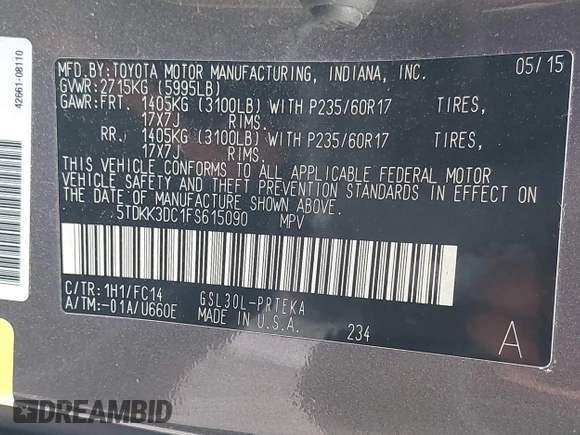 42661-08110
MFD.BY:TOYOTA MOTOR MANUFACTURING, INDIANA, INC. 05/15
GVWR:2715KG (5995LB)
GAWR:FRT. 1405KG (3100LB) WITH P235/60R17 TIRES,
17X7J RIMS.
RR. 1405KG (3100LB) WITH P235/60R17 TIRES,
17X7J RIMS.
THIS VEHICLE CONFORMS TO ALL APPLICABLE FEDERAL MOTOR
VEHICLE SAFETY AND THEFT PREVENTION STANDARDS IN EFFECT ON
THE DATE OF MANUFACTURE SHOWN ABOVE.
5TDKK3DC1FS615090 MPV
C/TR:1H1/FC14 GSL30L-PRTEKA
A/TM:-01A/U660E MADE IN U.S.A. 234 A
DREAMBID